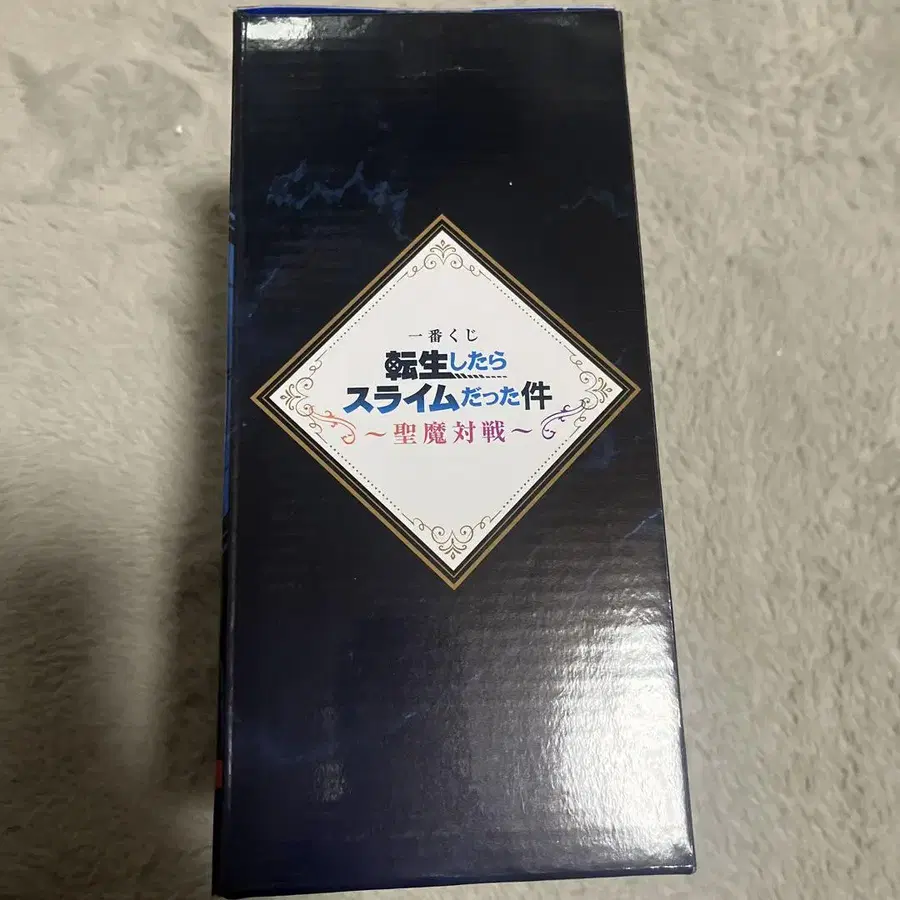 一番くじ
転生したら
スライムだった件
～聖魔対戦～